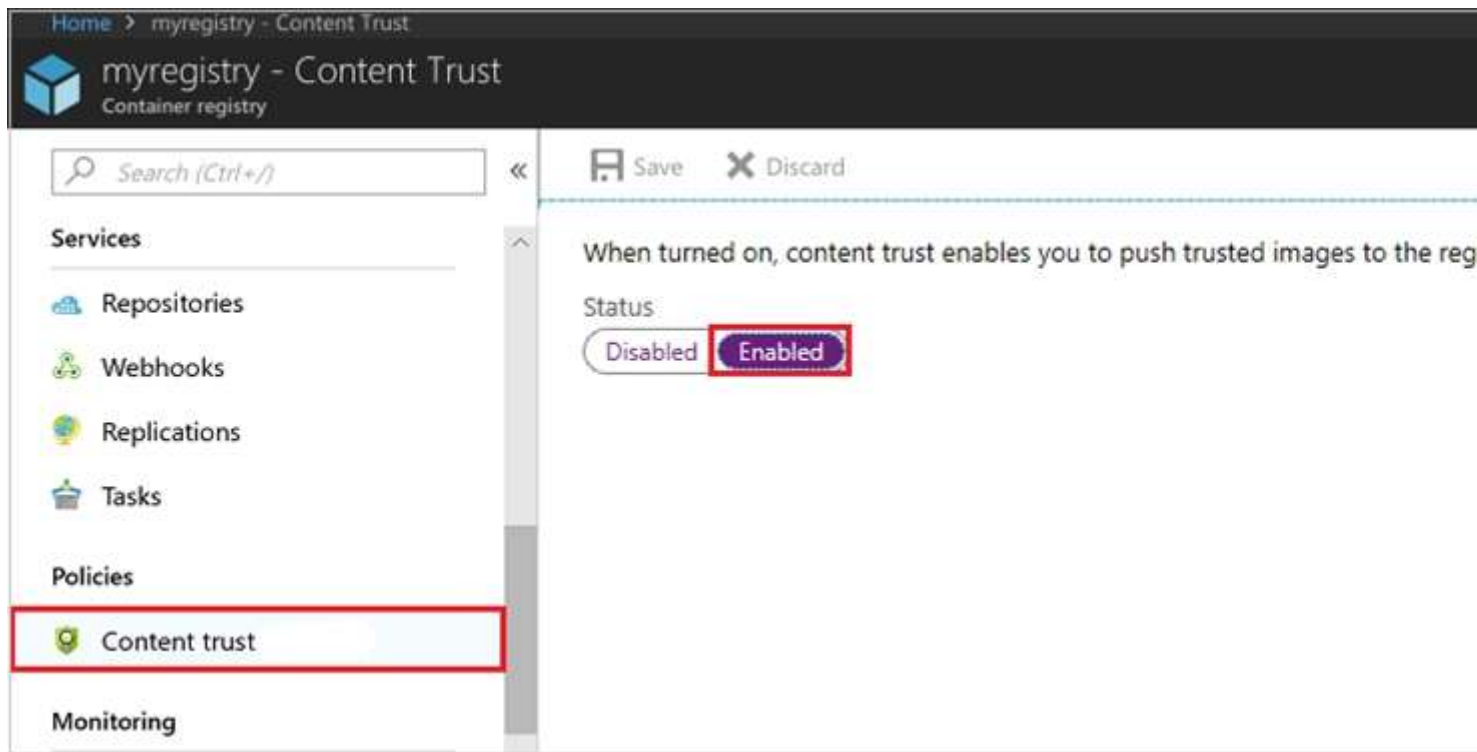 Home > myregistry - Content Trust
myregistry - Content Trust
Container registry
Search (Ctrl+/)
«
Save
Discard
Services
Repositories
Webhooks
Replications
Tasks
Policies
Content trust
Monitoring
When turned on, content trust enables you to push trusted images to the reg
Status
Disabled Enabled